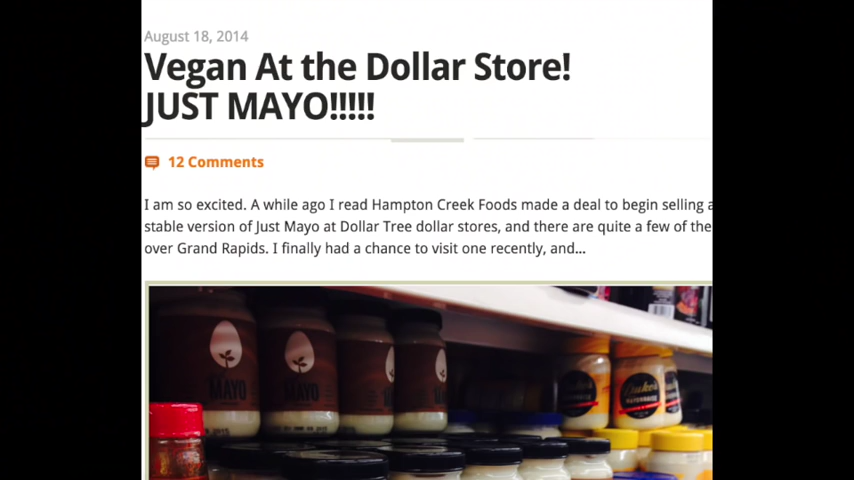 August 18, 2014
Vegan At the Dollar Store!
JUST MAYO!!!!!
12 Comments
I am so excited. A while ago I read Hampton Creek Foods made a deal to begin selling a
stable version of Just Mayo at Dollar Tree dollar stores, and there are quite a few of the
over Grand Rapids. I finally had a chance to visit one recently, and...
MAYO
MAYO
Duke's
MAYONNAISE